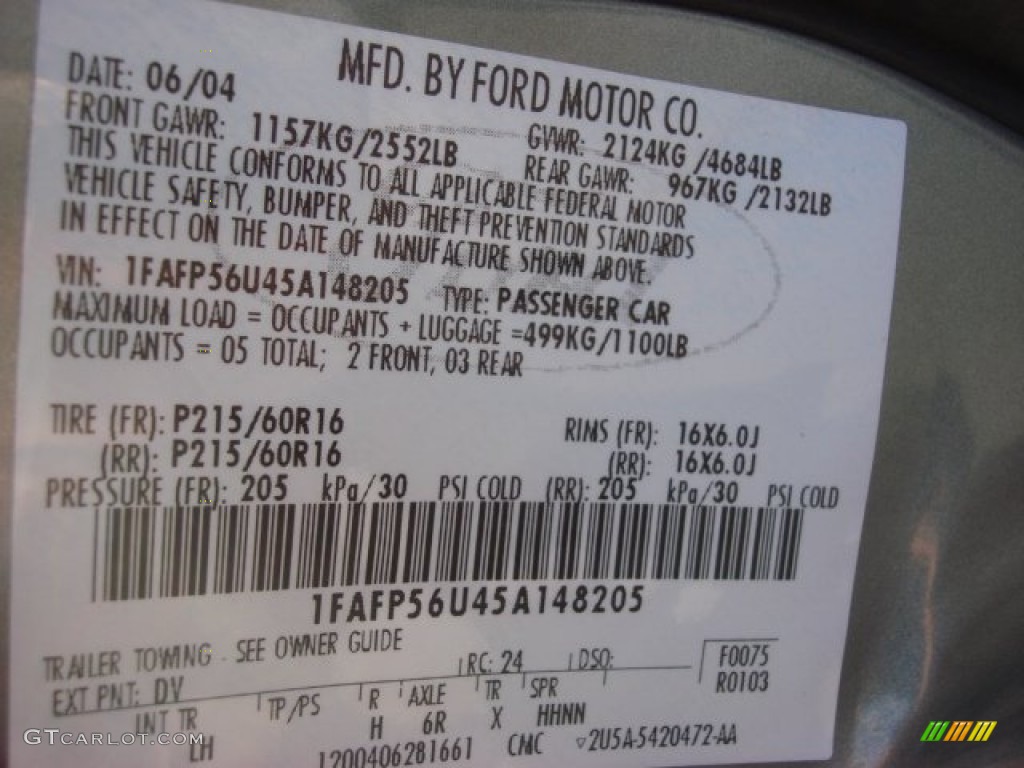 MFD. BY FORD MOTOR CO.
DATE: 06/04
GVWR: 2124KG /4684LB
FRONT GAWR: 1157KG/2552LB
REAR GAWR: 967KG /2132LB
THIS VEHICLE CONFORMS TO ALL APPLICABLE FEDERAL MOTOR
VEHICLE SAFETY, BUMPER, AND THEFT PREVENTION STANDARDS
IN EFFECT ON THE DATE OF MANUFACTURE SHOWN ABOVE.
VIN: 1FAFP56U45A148205 TYPE: PASSENGER CAR
MAXIMUM LOAD = OCCUPANTS + LUGGAGE =499KG/1100LB
OCCUPANTS = 05 TOTAL; 2 FRONT, 03 REAR
TIRE (FR): P215/60R16 RIMS (FR): 16X6.0J
(RR): P215/60R16 (RR): 16X6.0J
PRESSURE (FR): 205 kPa/30 PSI COLD (RR): 205 kPa/30 PSI COLD
1FAFP56U45A148205
TRAILER TOWING - SEE OWNER GUIDE
EXT PNT: DV RC: 24 DSO: F0075
R0103
INT TR TP/PS R AXLE TR SPR
LH H 6R X HHNN
1200406281661 CMC ▽2U5A-5420472-AA
GTCARLOT.COM